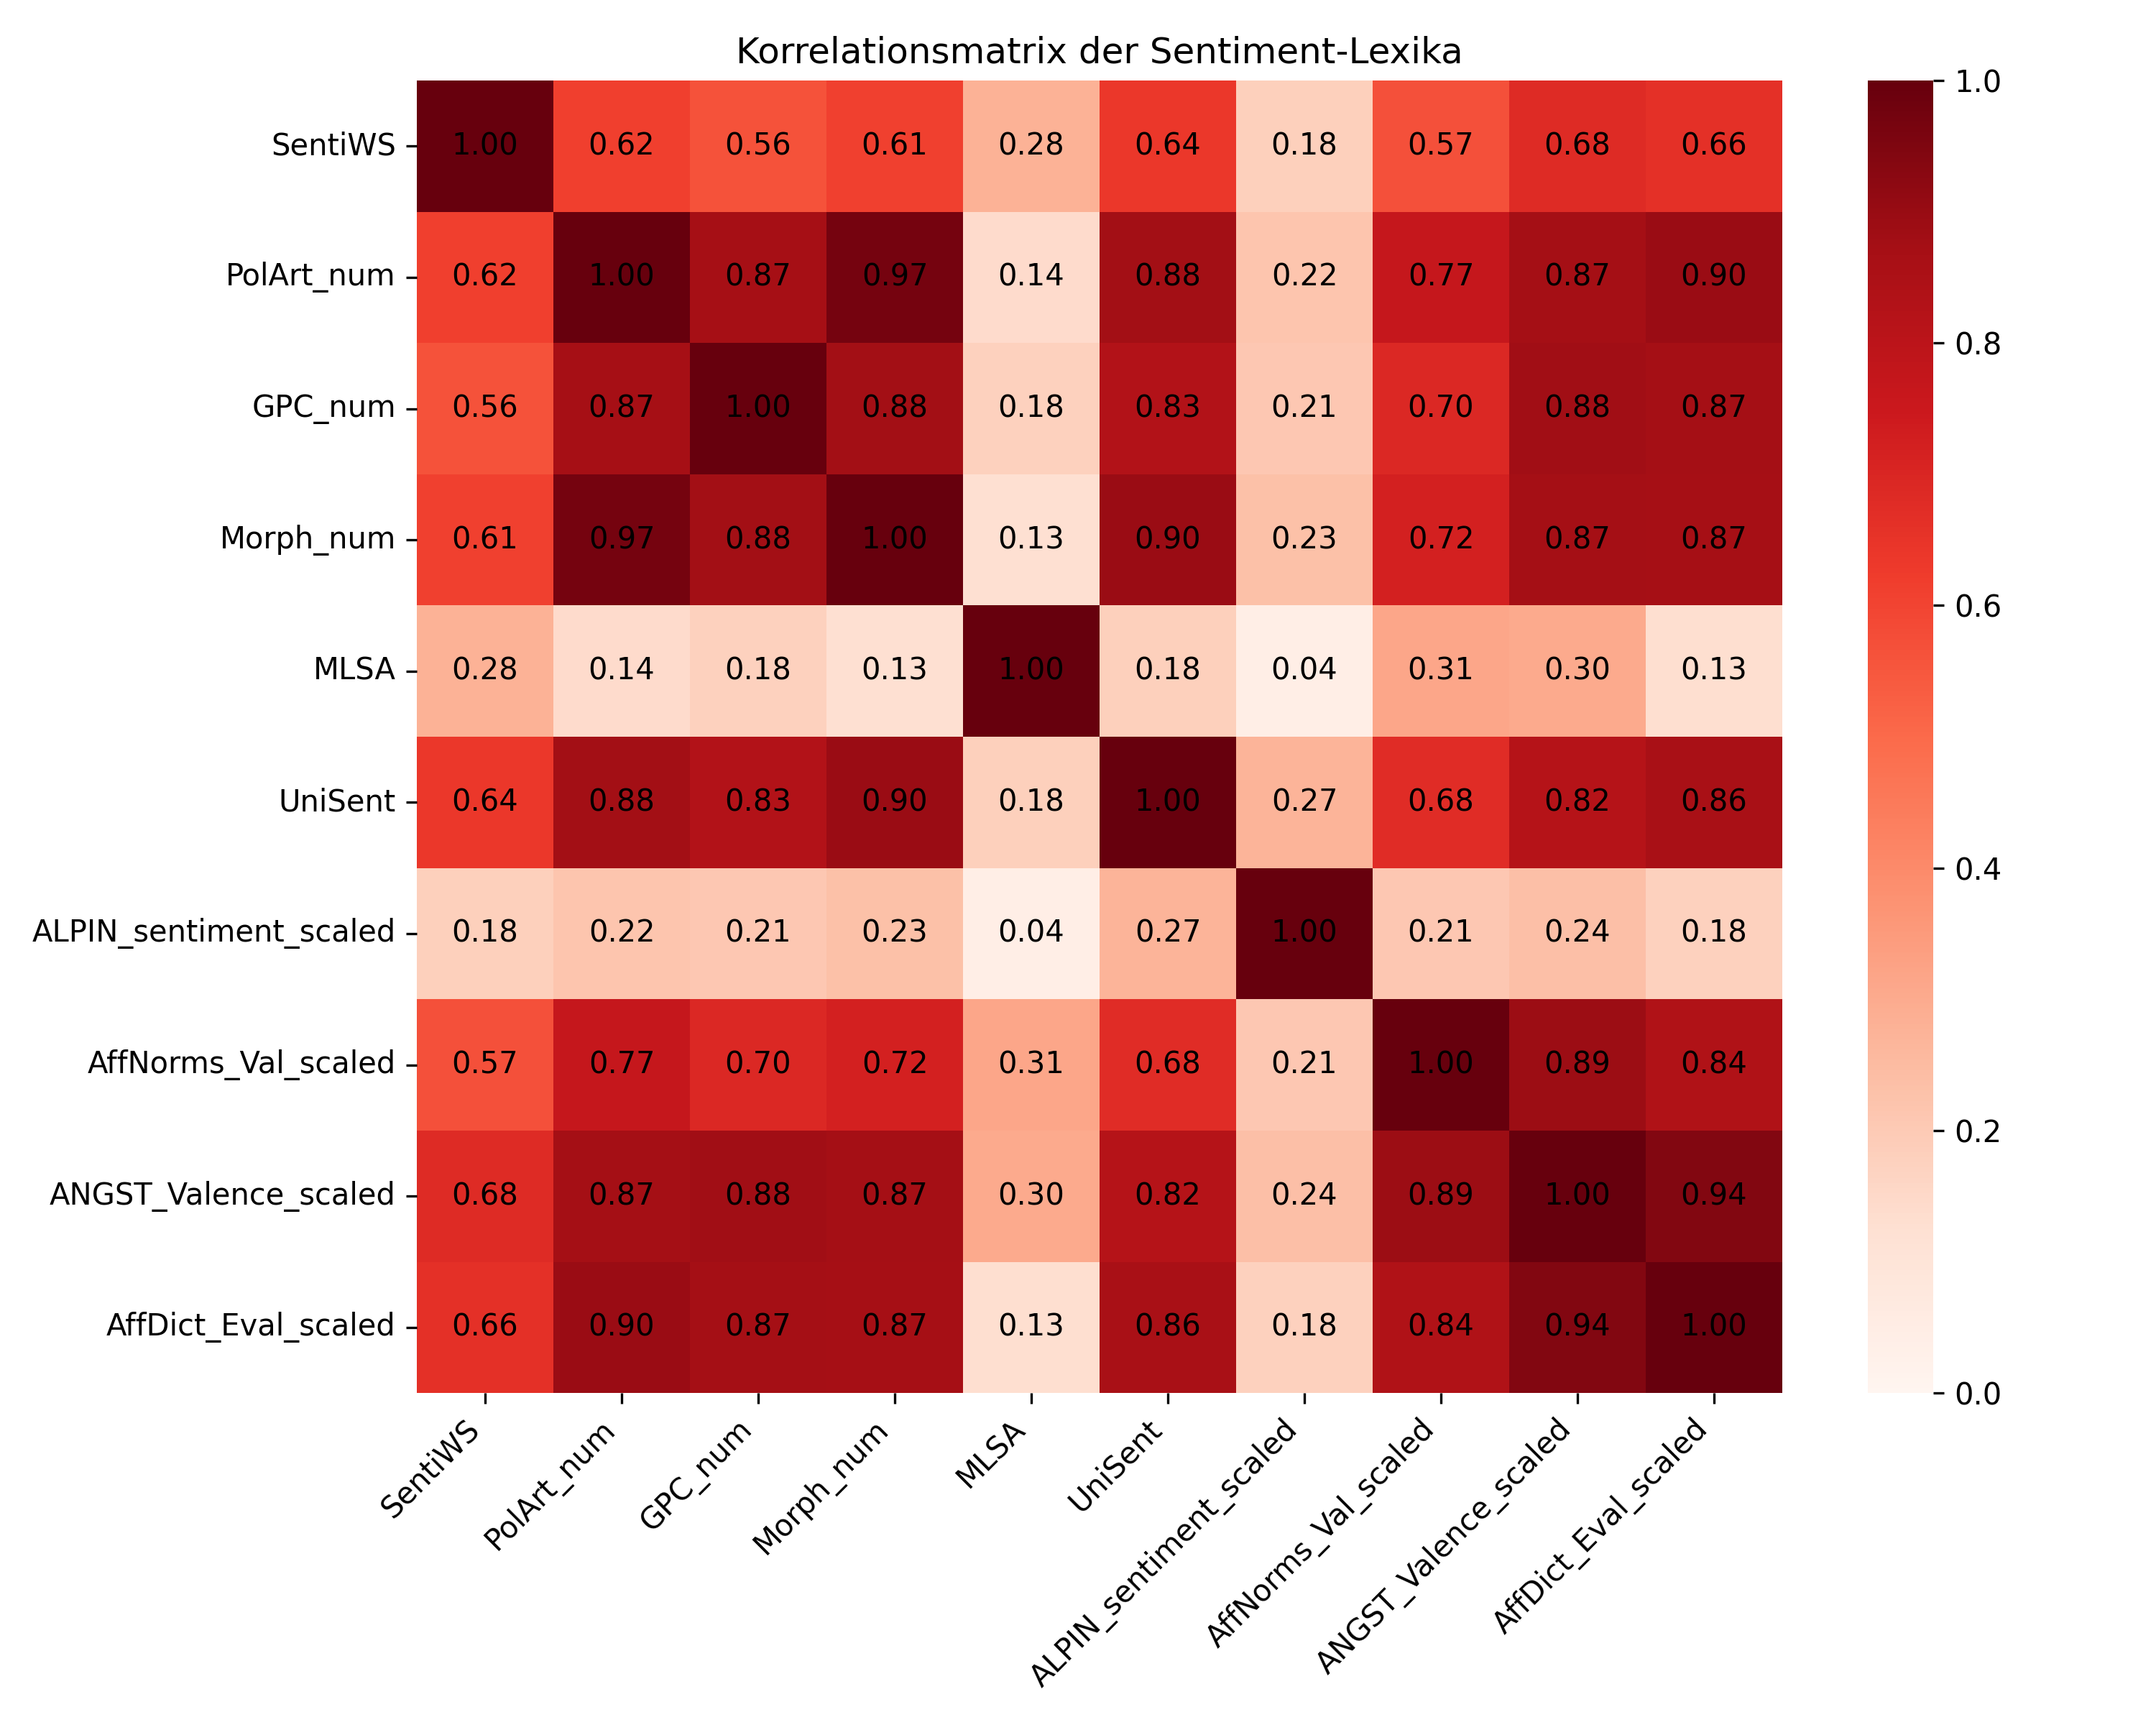 Korrelationsmatrix der Sentiment-Lexika
SentiWS 1.00 0.62 0.56 0.61 0.28 0.64 0.18 0.57 0.68 0.66
PolArt_num 0.62 1.00 0.87 0.97 0.14 0.88 0.22 0.77 0.87 0.90
GPC_num 0.56 0.87 1.00 0.88 0.18 0.83 0.21 0.70 0.88 0.87
Morph_num 0.61 0.97 0.88 1.00 0.13 0.90 0.23 0.72 0.87 0.87
MLSA 0.28 0.14 0.18 0.13 1.00 0.18 0.04 0.31 0.30 0.13
UniSent 0.64 0.88 0.83 0.90 0.18 1.00 0.27 0.68 0.82 0.86
ALPIN_sentiment_scaled 0.18 0.22 0.21 0.23 0.04 0.27 1.00 0.21 0.24 0.18
AffNorms_Val_scaled 0.57 0.77 0.70 0.72 0.31 0.68 0.21 1.00 0.89 0.84
ANGST_Valence_scaled 0.68 0.87 0.88 0.87 0.30 0.82 0.24 0.89 1.00 0.94
AffDict_Eval_scaled 0.66 0.90 0.87 0.87 0.13 0.86 0.18 0.84 0.94 1.00
SentiWS
PolArt_num
GPC_num
Morph_num
MLSA
UniSent
ALPIN_sentiment_scaled
AffNorms_Val_scaled
ANGST_Valence_scaled
AffDict_Eval_scaled
1.0
0.8
0.6
0.4
0.2
0.0